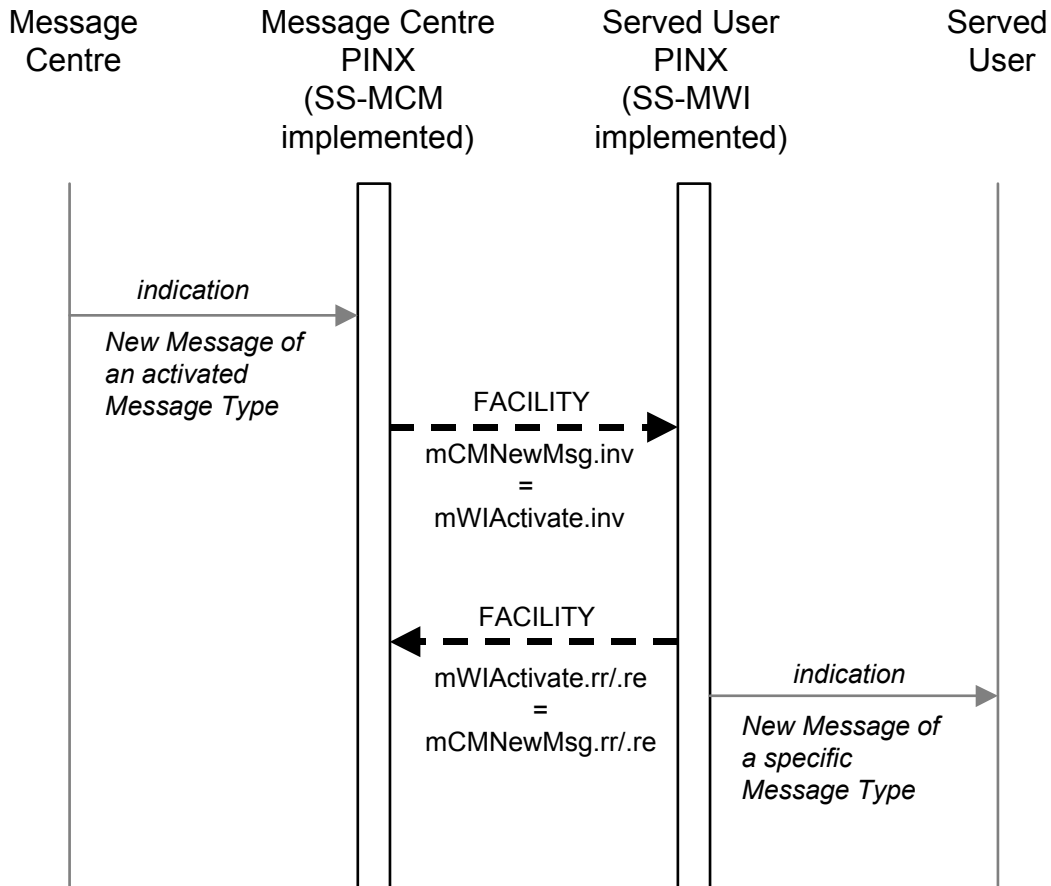 Message
Centre
Message Centre
PINX
(SS-MCM
implemented)
Served User
PINX
(SS-MWI
implemented)
Served
User
indication
New Message of
an activated
Message Type
FACILITY
mCMNewMsg.inv
=
mWIActivate.inv
FACILITY
mWIActivate.rr/.re
=
mCMNewMsg.rr/.re
indication
New Message of
a specific
Message Type